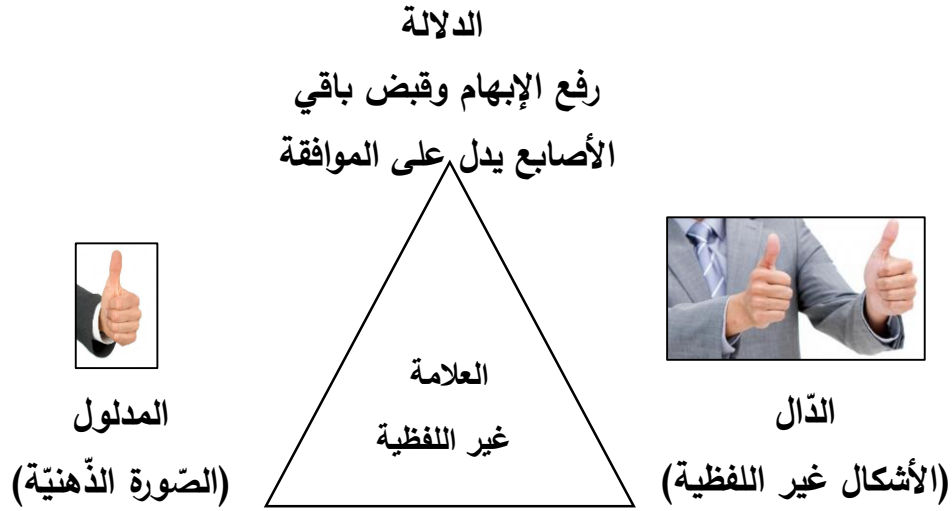 الدلالة
رفع الإبهام وقبض باقي
الأصابع يدل على الموافقة
العلامة
غير اللفظية
الدّال
(الأشكال غير اللفظية)
المدلول
(الصّورة الذّهنيّة)